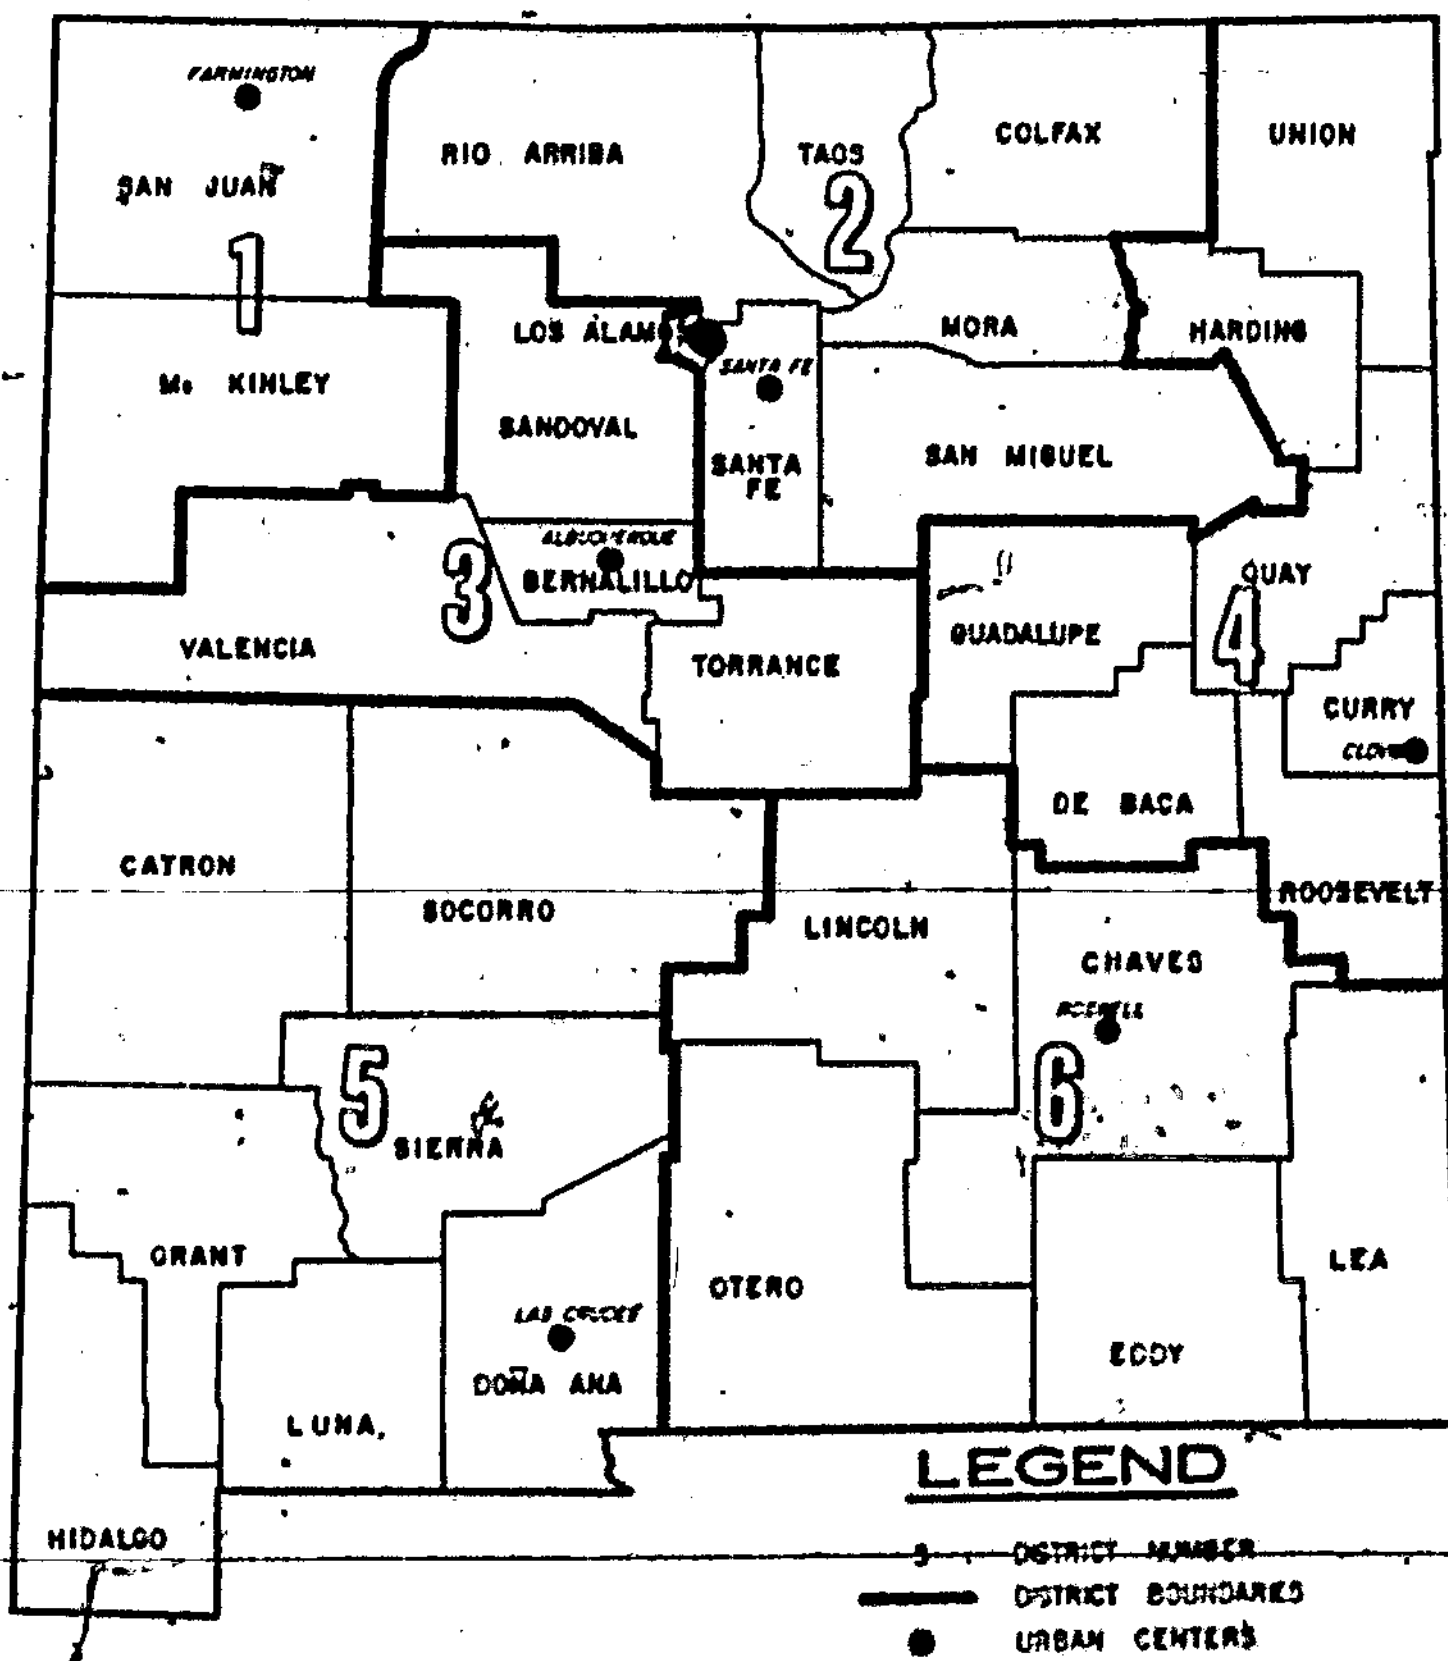 FARMINGTON
RIO ARRIBA
TAOS
COLFAX
UNION
SAN JUAN
2
1
LOS ALAMOS
MORA
HARDING
SANTA FE
Mc KINLEY
SANDOVAL
SANTA
FE
SAN MIGUEL
ALBUQUERQUE
BERNALILLO
3
QUAY
4
GUADALUPE
VALENCIA
TORRANCE
CURRY
DE BACA
CATRON
SOCORRO
LINCOLN
ROOSEVELT
CHAVES
ROSWELL
5
6
SIERRA
GRANT
OTERO
LEA
LAS CRUCES
EDDY
DOÑA ANA
LUNA
HIDALGO
LEGEND
DISTRICT NUMBER
DISTRICT BOUNDARIES
URBAN CENTERS